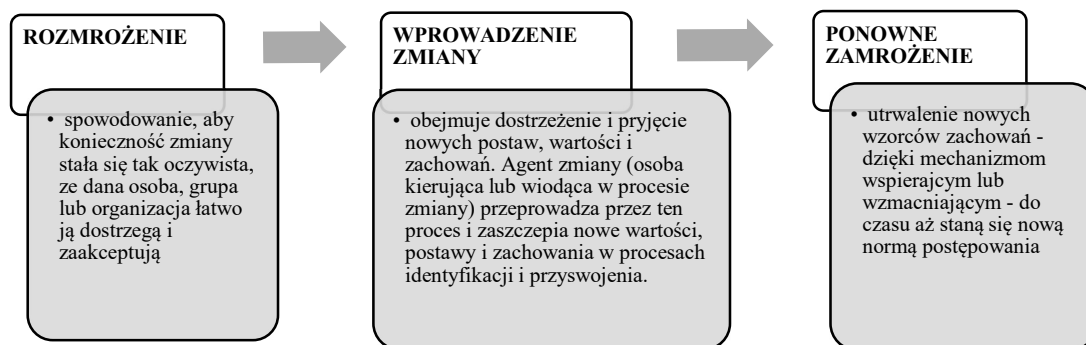 ROZMROŻENIE
• spowodowanie, aby
konieczność zmiany
stała się tak oczywista,
ze dana osoba, grupa
lub organizacja łatwo
ją dostrzegą i
zaakceptują
WPROWADZENIE
ZMIANY
• obejmuje dostrzeżenie i pryjęcie
nowych postaw, wartości i
zachowań. Agent zmiany (osoba
kierująca lub wiodąca w procesie
zmiany) przeprowadza przez ten
proces i zaszczepia nowe wartości,
postawy i zachowania w procesach
identyfikacji i przyswojenia.
PONOWNE
ZAMROŻENIE
• utrwalenie nowych
wzorców zachowań -
dzięki mechanizmom
wspierajcym lub
wzmacniającym - do
czasu aż staną się nową
normą postępowania